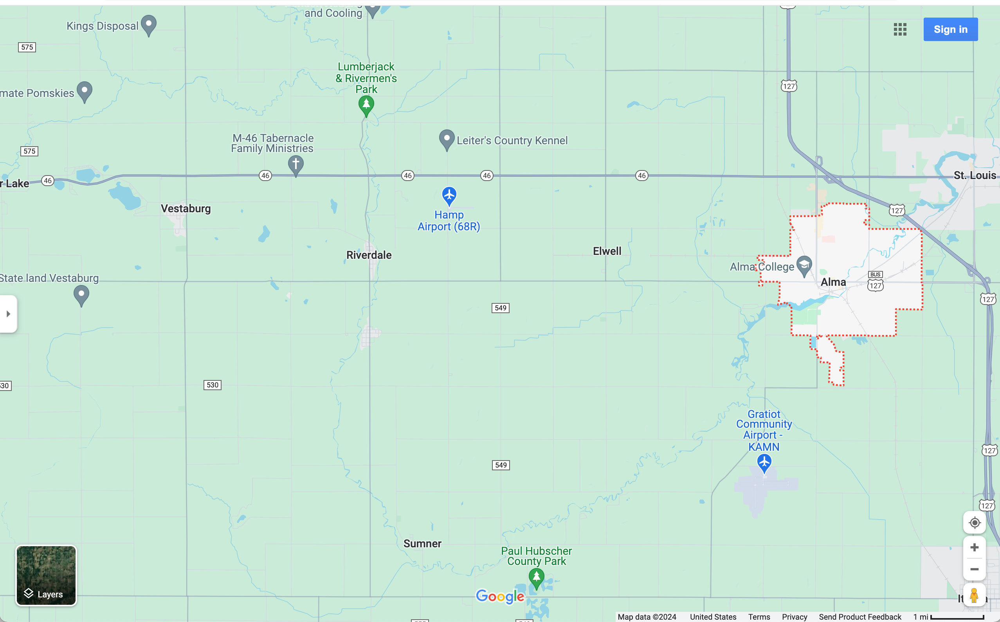 and Cooling
Kings Disposal
575
Sign in
Lumberjack
& Rivermen's
Park
127
mate Pomskies
M-46 Tabernacle
Family Ministries
Leiter's Country Kennel
575
46
46
46
46
46
r Lake
St. Louis
Vestaburg
127
Hamp
Airport (68R)
Riverdale
Elwell
Alma College
State land Vestaburg
BUS
Alma
127
127
549
530
530
Gratiot
Community
Airport -
KAMN
127
549
127
Sumner
Paul Hubscher
County Park
Layers
Google
Map data ©2024 United States Terms Privacy Send Product Feedback 1 mi